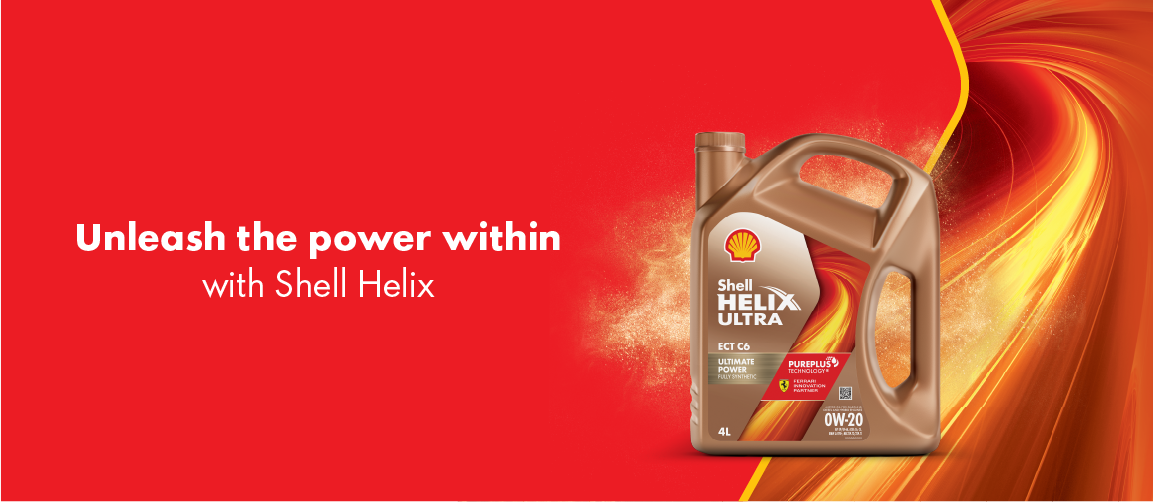 Unleash the power within
with Shell Helix
Shell
HELIX
ULTRA
ECT C6
ULTIMATE
POWER
FULLY SYNTHETIC
PUREPLUS
TECHNOLOGY
FERRARI
INNOVATION
PARTNER
0W-20
4L